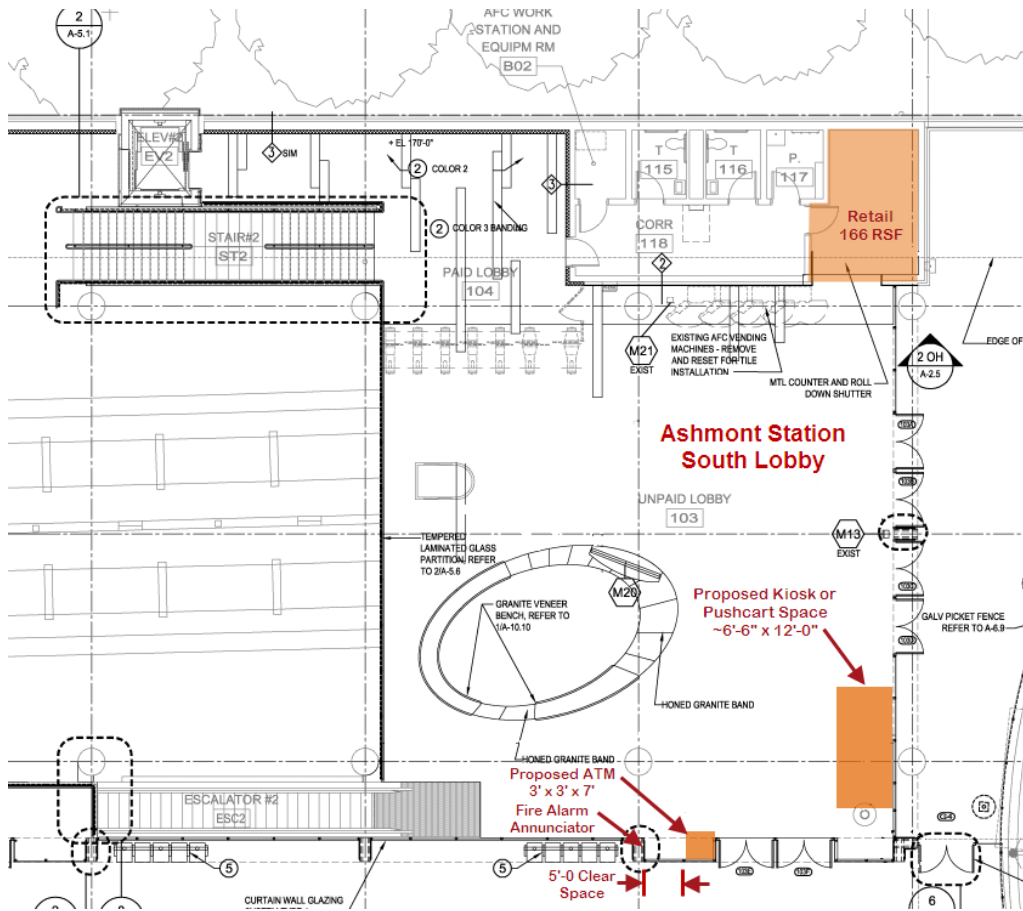 2
A-5.1
AFC WORK
STATION AND
EQUIPM RM
B02
ELEV#2
EV2
3
SIM
+ EL 170'-0"
2
COLOR 2
3
2
COLOR 3 BANDING
T
115
T
116
P.
117
Retail
166 RSF
STAIR#2
ST2
CORR
118
2
PAID LOBBY
104
M21
EXIST
EXISTING AFC VENDING
MACHINES - REMOVE
AND RESET FOR TILE
INSTALLATION
MTL COUNTER AND ROLL
DOWN SHUTTER
2 OH
A-2.5
EDGE OF
Ashmont Station
South Lobby
UNPAID LOBBY
103
M13
EXIST
TEMPERED
LAMINATED GLASS
PARTITION, REFER
TO 2/A-5.6
M20
GRANITE VENEER
BENCH, REFER TO
1/A-10.10
Proposed Kiosk or
Pushcart Space
~6'-6" x 12'-0"
GALV PICKET FENCE
REFER TO A-6.9
HONED GRANITE BAND
HONED GRANITE BAND
Proposed ATM
3' x 3' x 7'
Fire Alarm
Annunciator
ESCALATOR #2
ESC2
5
5
103E
103F
5'-0 Clear
Space
CURTAIN WALL GLAZING
6